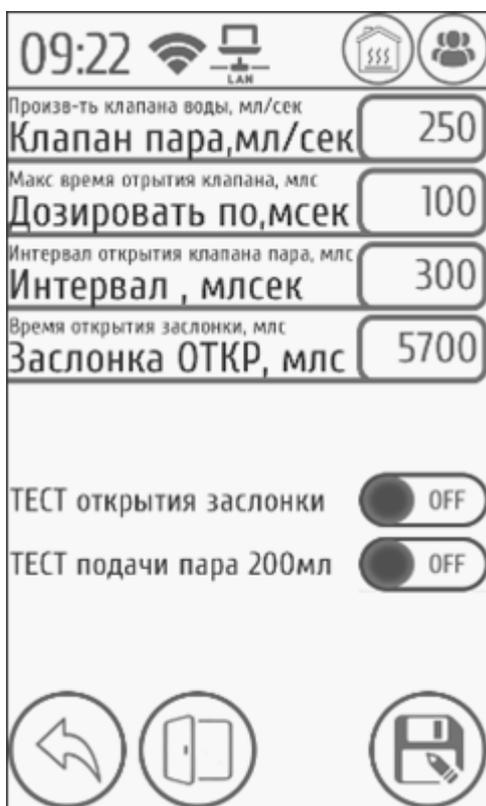 09:22
LAN
Произв-ть клапана воды, мл/сек
Клапан пара,мл/сек 250
Макс время отрытия клапана, млс
Дозировать по,мсек 100
Интервал открытия клапана пара, млс
Интервал , млсек 300
Время открытия заслонки, млс
Заслонка ОТКР, млс 5700
ТЕСТ открытия заслонки OFF
ТЕСТ подачи пара 200мл OFF